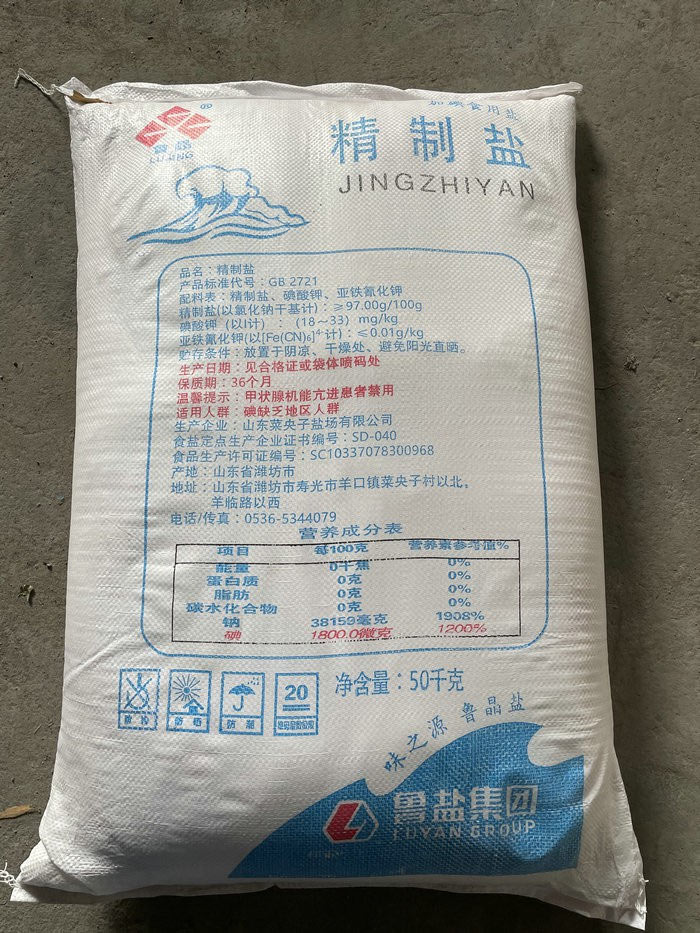 加碘食用盐
®
鲁晶
LUJING
精制盐
JINGZHIYAN
品名：精制盐
产品标准代号：GB 2721
配料表：精制盐、碘酸钾、亚铁氰化钾
精制盐(以氯化钠干基计)：≥97.00g/100g
碘酸钾（以I计）：(18~33) mg/kg
亚铁氰化钾(以[Fe(CN)₆]⁴⁻计)：≤0.01g/kg
贮存条件：放置于阴凉、干燥处、避免阳光直晒。
生产日期：见合格证或袋体喷码处
保质期：36个月
温馨提示：甲状腺机能亢进患者禁用
适用人群：碘缺乏地区人群
生产企业：山东菜央子盐场有限公司
食盐定点生产企业证书编号：SD-040
食品生产许可证编号：SC10337078300968
产地：山东省潍坊市
地址：山东省潍坊市寿光市羊口镇菜央子村以北。
羊临路以西
电话/传真：0536-5344079
营养成分表
项目 每100克 营养素参考值%
能量 0千焦 0%
蛋白质 0克 0%
脂肪 0克 0%
碳水化合物 0克 0%
钠 38159毫克 1908%
碘 1800.0微克 1200%
防晒
防潮
20
净含量：50千克
味之源 鲁晶盐
鲁盐集团
LUYAN GROUP